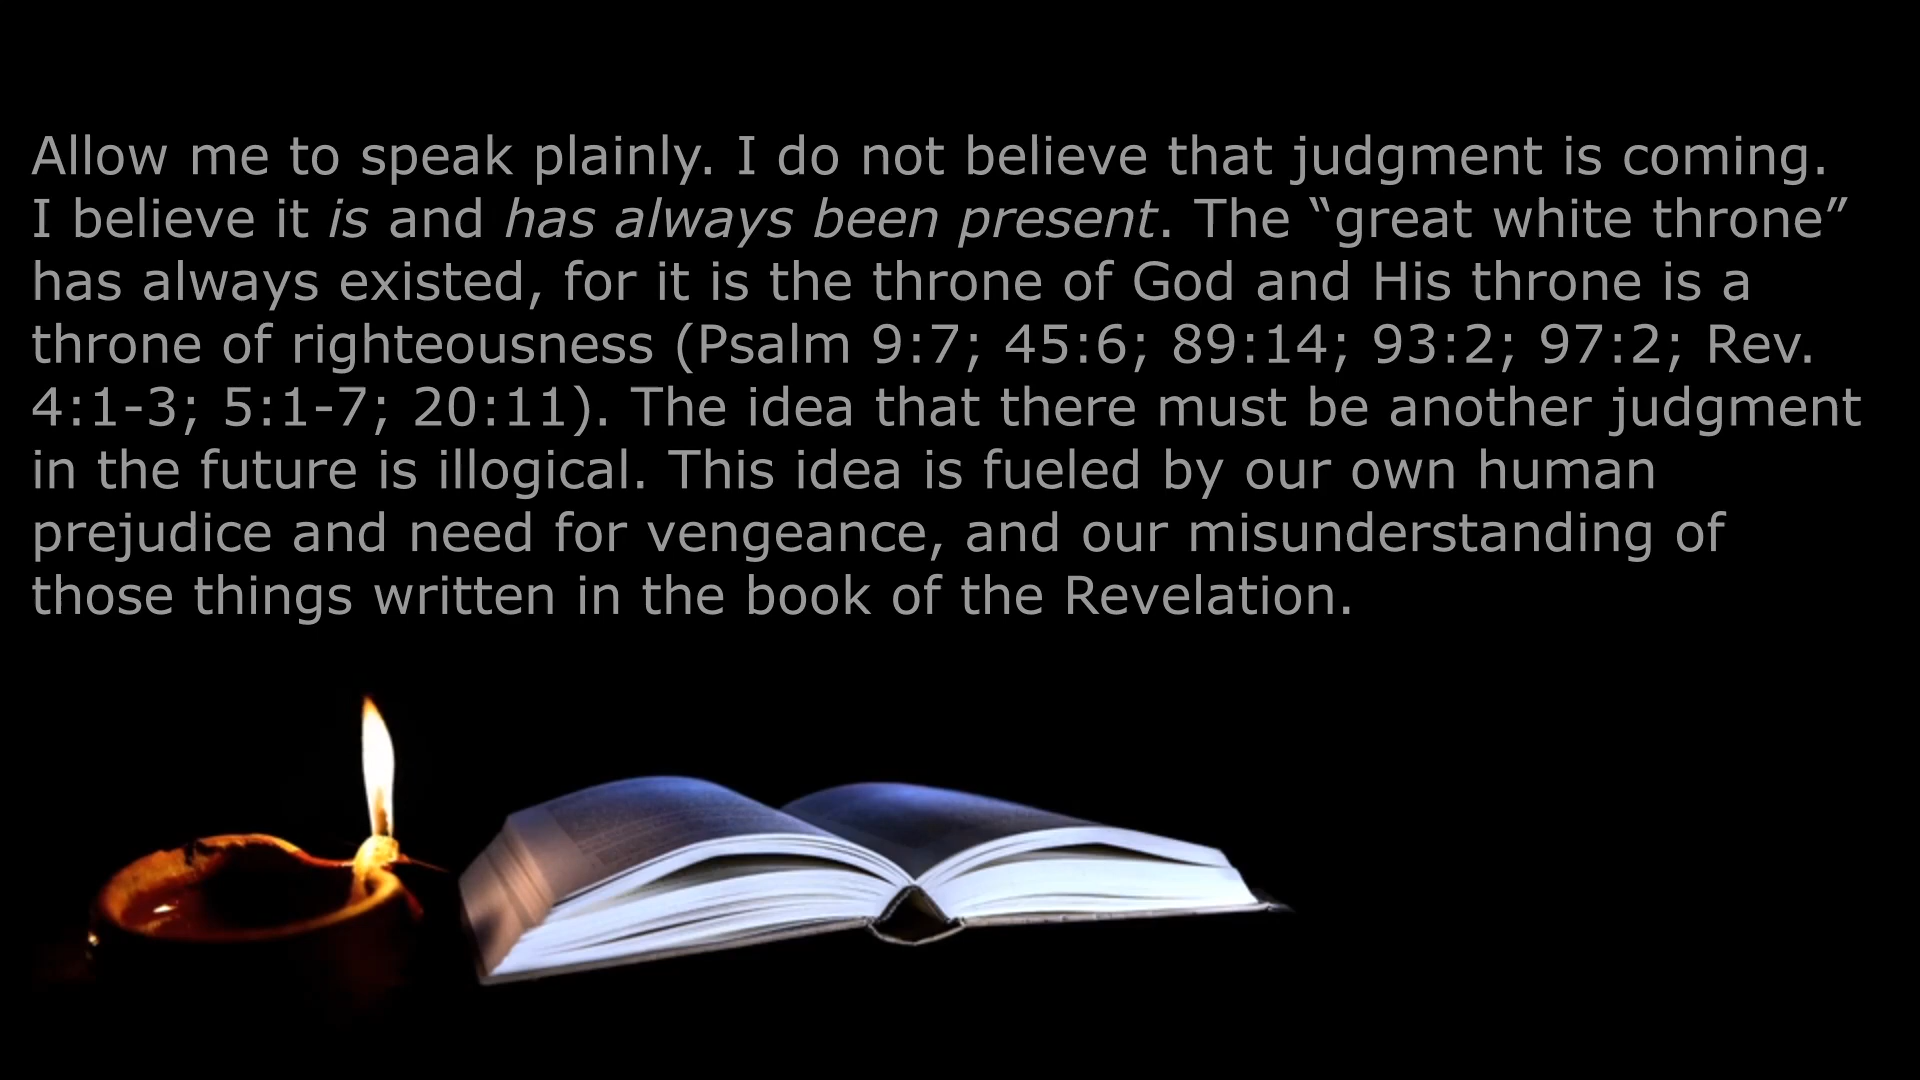 Allow me to speak plainly. I do not believe that judgment is coming.
I believe it is and has always been present. The “great white throne”
has always existed, for it is the throne of God and His throne is a
throne of righteousness (Psalm 9:7; 45:6; 89:14; 93:2; 97:2; Rev.
4:1-3; 5:1-7; 20:11). The idea that there must be another judgment
in the future is illogical. This idea is fueled by our own human
prejudice and need for vengeance, and our misunderstanding of
those things written in the book of the Revelation.